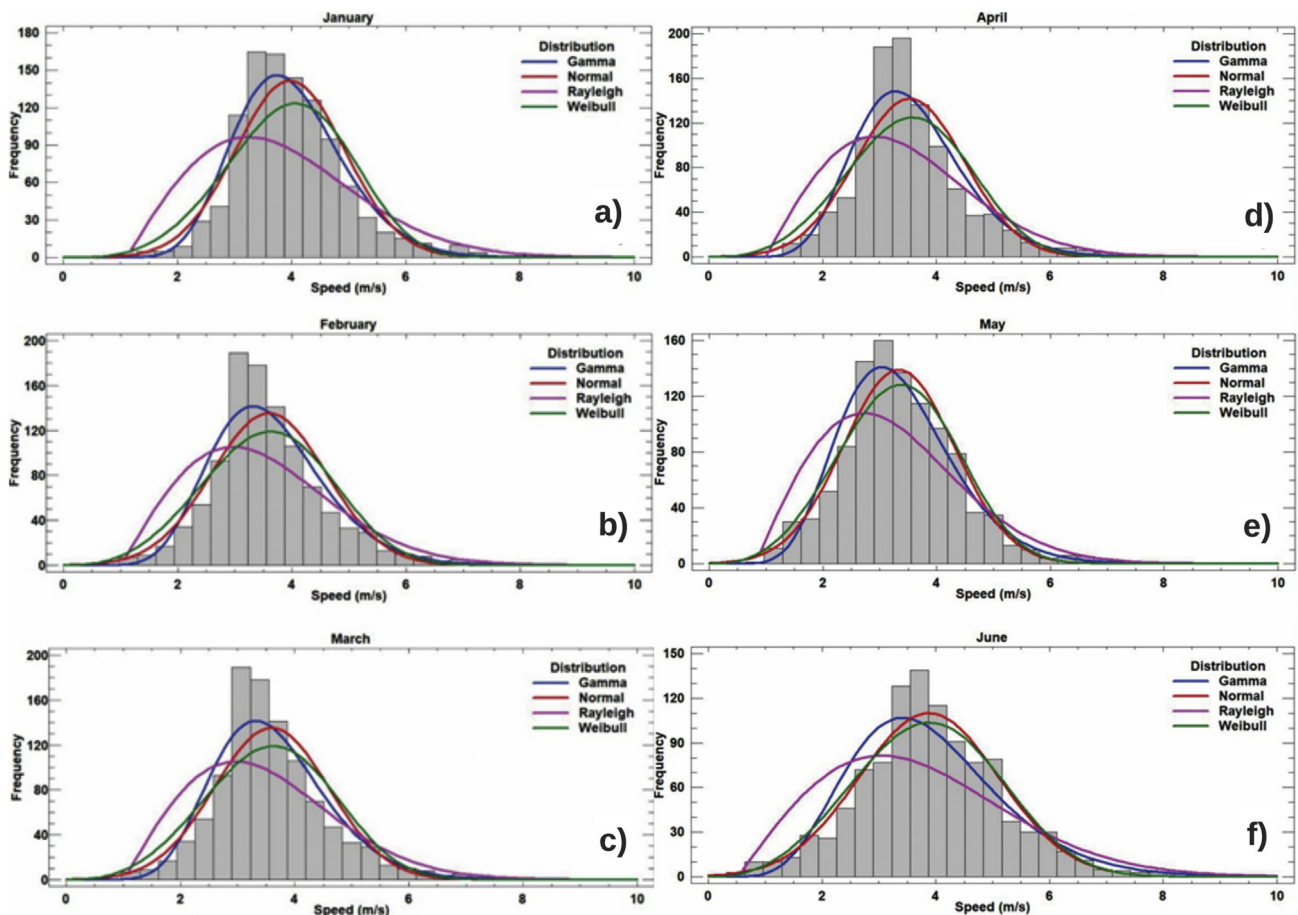 January
180
150
120
90
60
30
0
Frequency
0 2 4 6 8 10
Speed (m/s)
Distribution
Gamma
Normal
Rayleigh
Weibull
a)
April
200
160
120
80
40
0
Frequency
0 2 4 6 8 10
Speed (m/s)
Distribution
Gamma
Normal
Rayleigh
Weibull
d)
February
200
160
120
80
40
0
Frequency
0 2 4 6 8 10
Speed (m/s)
Distribution
Gamma
Normal
Rayleigh
Weibull
b)
May
160
120
80
40
0
Frequency
0 2 4 6 8 10
Speed (m/s)
Distribution
Gamma
Normal
Rayleigh
Weibull
e)
March
200
160
120
80
40
0
Frequency
0 2 4 6 8 10
Speed (m/s)
Distribution
Gamma
Normal
Rayleigh
Weibull
c)
June
150
120
90
60
30
0
Frequency
0 2 4 6 8 10
Speed (m/s)
Distribution
Gamma
Normal
Rayleigh
Weibull
f)